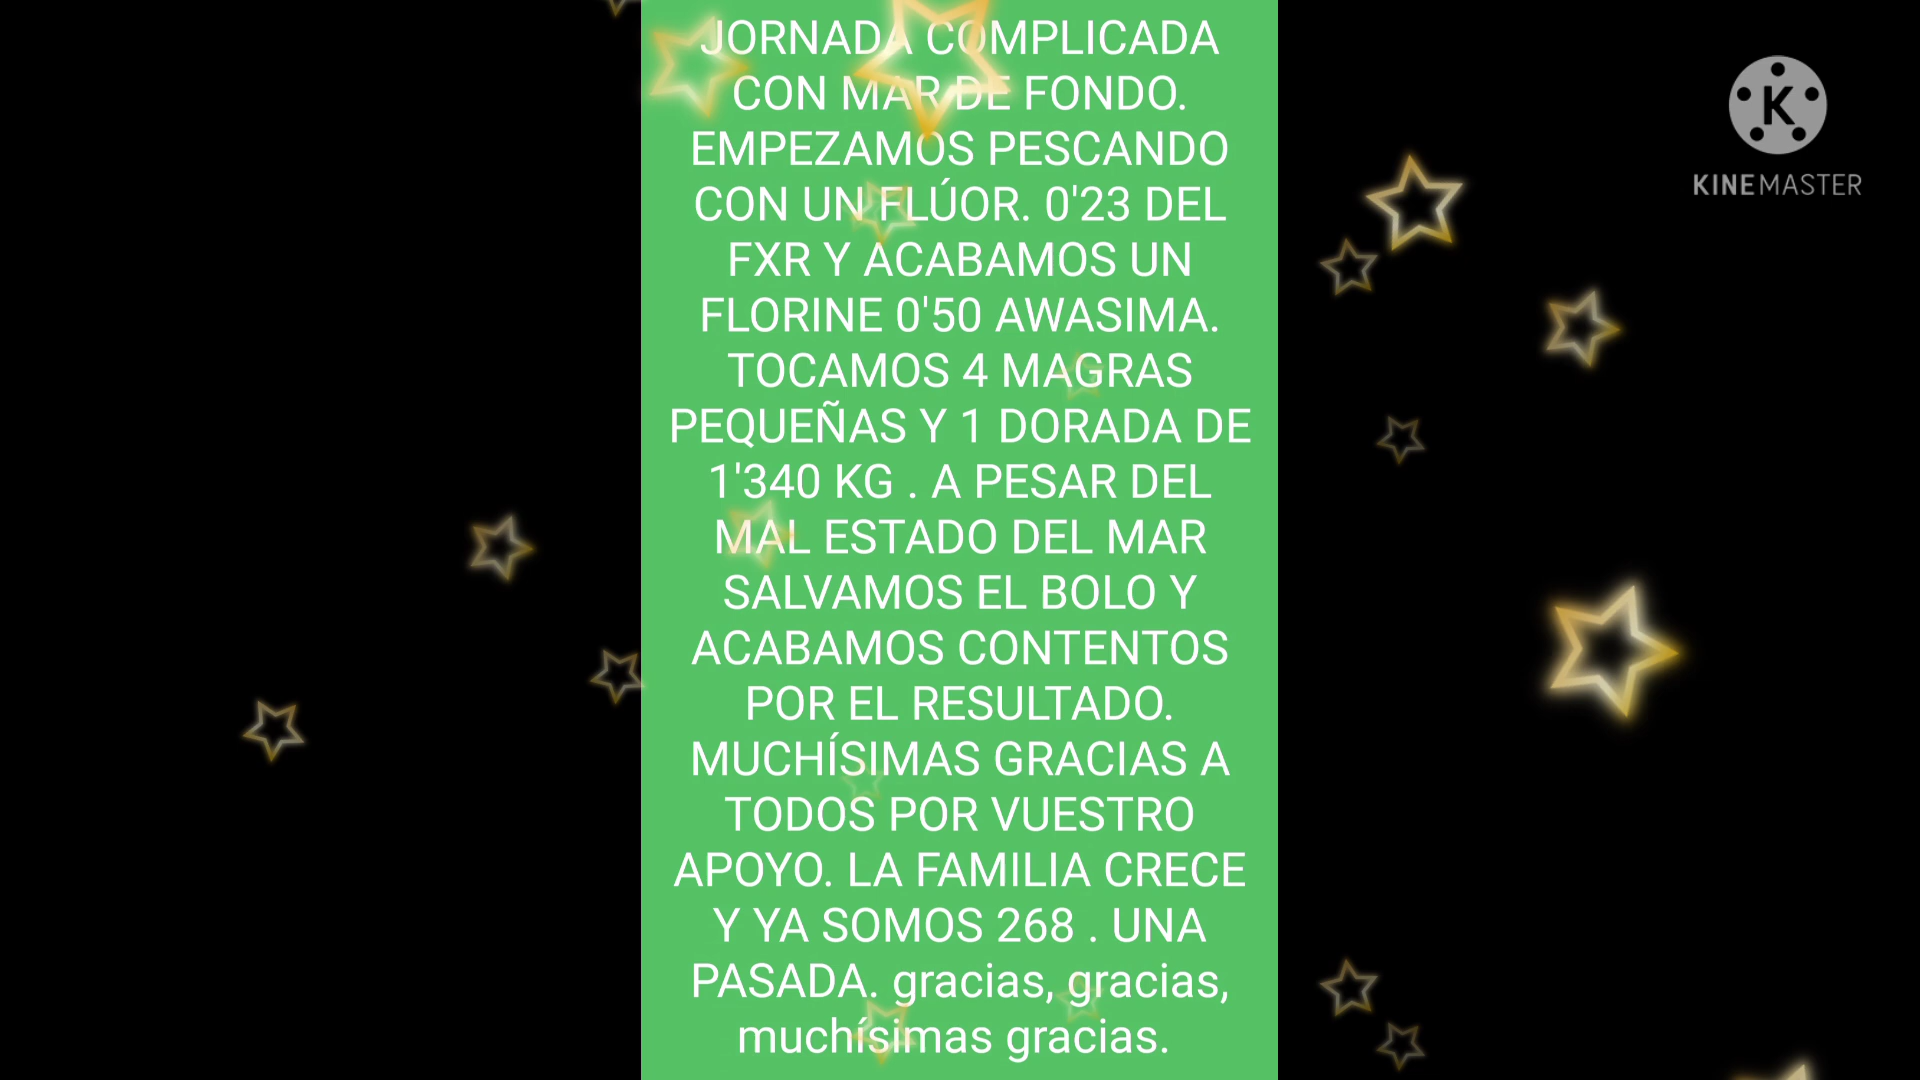 JORNADA COMPLICADA
CON MAR DE FONDO.
EMPEZAMOS PESCANDO
CON UN FLÚOR. 0'23 DEL
FXR Y ACABAMOS UN
FLORINE 0'50 AWASIMA.
TOCAMOS 4 MAGRAS
PEQUEÑAS Y 1 DORADA DE
1'340 KG . A PESAR DEL
MAL ESTADO DEL MAR
SALVAMOS EL BOLO Y
ACABAMOS CONTENTOS
POR EL RESULTADO.
MUCHÍSIMAS GRACIAS A
TODOS POR VUESTRO
APOYO. LA FAMILIA CRECE
Y YA SOMOS 268 . UNA
PASADA. gracias, gracias,
muchísimas gracias.
K
KINEMASTER